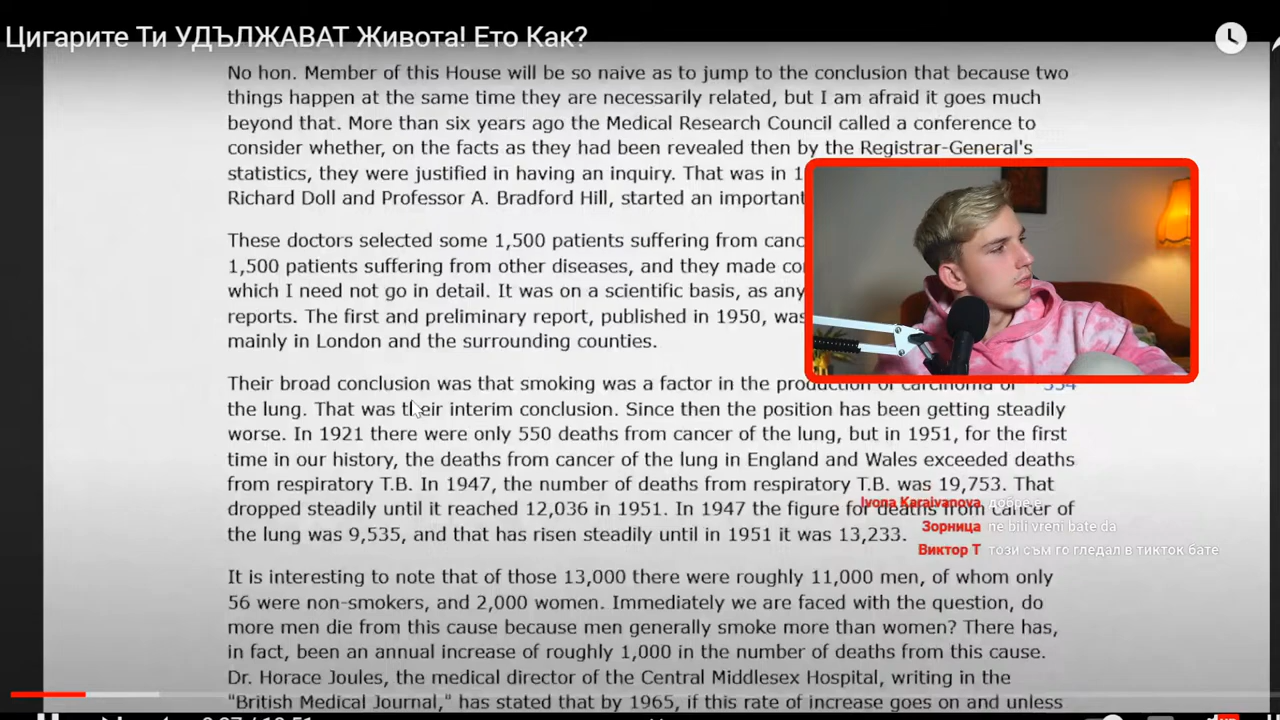 Цигарите Ти УДЪЛЖАВАТ Живота! Ето Как?
No hon. Member of this House will be so naive as to jump to the conclusion that because two
things happen at the same time they are necessarily related, but I am afraid it goes much
beyond that. More than six years ago the Medical Research Council called a conference to
consider whether, on the facts as they had been revealed then by the Registrar-General's
statistics, they were justified in having an inquiry. That was in
Richard Doll and Professor A. Bradford Hill, started an important
These doctors selected some 1,500 patients suffering from
1,500 patients suffering from other diseases, and they made
which I need not go in detail. It was on a scientific basis, as any
reports. The first and preliminary report, published in 1950, was
mainly in London and the surrounding counties.
Their broad conclusion was that smoking was a factor in the production of carcinoma of
the lung. That was their interim conclusion. Since then the position has been getting steadily
worse. In 1921 there were only 550 deaths from cancer of the lung, but in 1951, for the first
time in our history, the deaths from cancer of the lung in England and Wales exceeded deaths
from respiratory T.B. In 1947, the number of deaths from respiratory T.B. was 19,753. That
Ivona Karaivanova добре е
dropped steadily until it reached 12,036 in 1951. In 1947 the figure for deaths from cancer of
Зорница ne bili vreni bate da
the lung was 9,535, and that has risen steadily until in 1951 it was 13,233.
Виктор Т този съм го гледал в тикток бате
It is interesting to note that of those 13,000 there were roughly 11,000 men, of whom only
56 were non-smokers, and 2,000 women. Immediately we are faced with the question, do
more men die from this cause because men generally smoke more than women? There has,
in fact, been an annual increase of roughly 1,000 in the number of deaths from this cause.
Dr. Horace Joules, the medical director of the Central Middlesex Hospital, writing in the
"British Medical Journal," has stated that by 1965, if this rate of increase goes on and unless